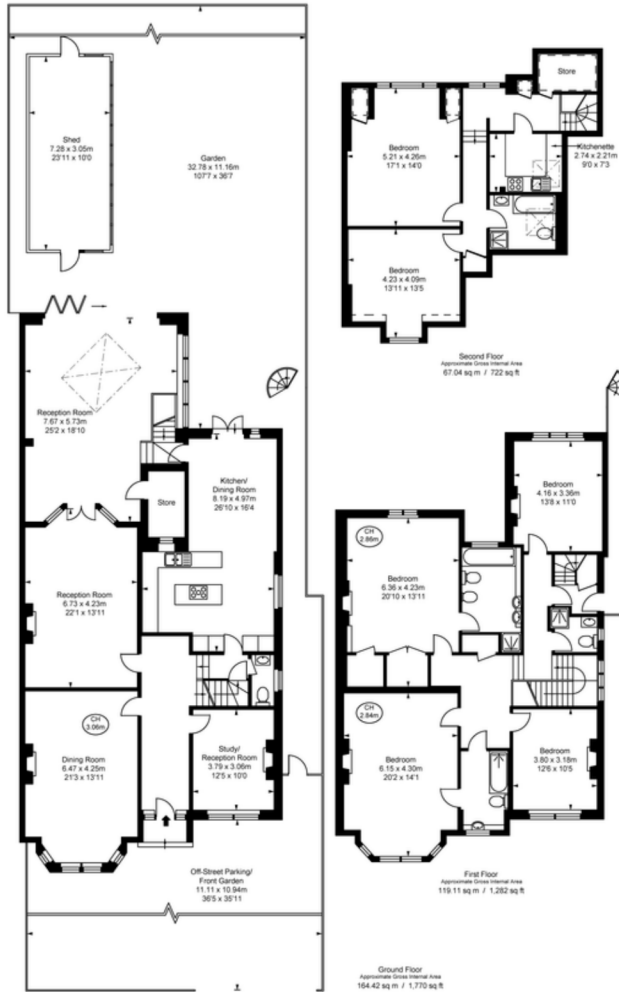 Shed
7.28 x 3.05m
23'11 x 10'0
Garden
32.78 x 11.16m
107'7 x 36'7
Reception Room
7.67 x 5.73m
25'2 x 18'10
Store
Kitchen/
Dining Room
8.19 x 4.97m
26'10 x 16'4
Reception Room
6.73 x 4.23m
22'1 x 13'11
CH
3.06m
Dining Room
6.47 x 4.25m
21'3 x 13'11
Study/
Reception Room
3.79 x 3.06m
12'5 x 10'0
Off-Street Parking/
Front Garden
11.11 x 10.94m
36'5 x 35'11
Ground Floor
Approximate Gross Internal Area
164.42 sq m / 1,770 sq ft
Store
Bedroom
5.21 x 4.26m
17'1 x 14'0
Kitchenette
2.74 x 2.21m
9'0 x 7'3
Bedroom
4.23 x 4.09m
13'11 x 13'5
Second Floor
Approximate Gross Internal Area
67.04 sq m / 722 sq ft
Bedroom
4.16 x 3.36m
13'8 x 11'0
CH
2.86m
Bedroom
6.36 x 4.23m
20'10 x 13'11
CH
2.84m
Bedroom
6.15 x 4.30m
20'2 x 14'1
Bedroom
3.80 x 3.18m
12'6 x 10'5
First Floor
Approximate Gross Internal Area
119.11 sq m / 1,282 sq ft